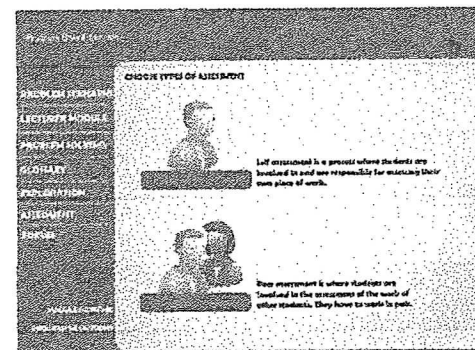 CHOOSE TYPES OF ASSESSMENT
LECTURER MODULE
PROBLEM SOLVING
GLOSSARY
EXPLORATION
ASSESSMENT
FORUM
Self assessment is a process where students are
involved in and are responsible for assessing their
own piece of work.
Peer assessment is where students are
involved in the assessment of the work of
other students. They have to work in pair.